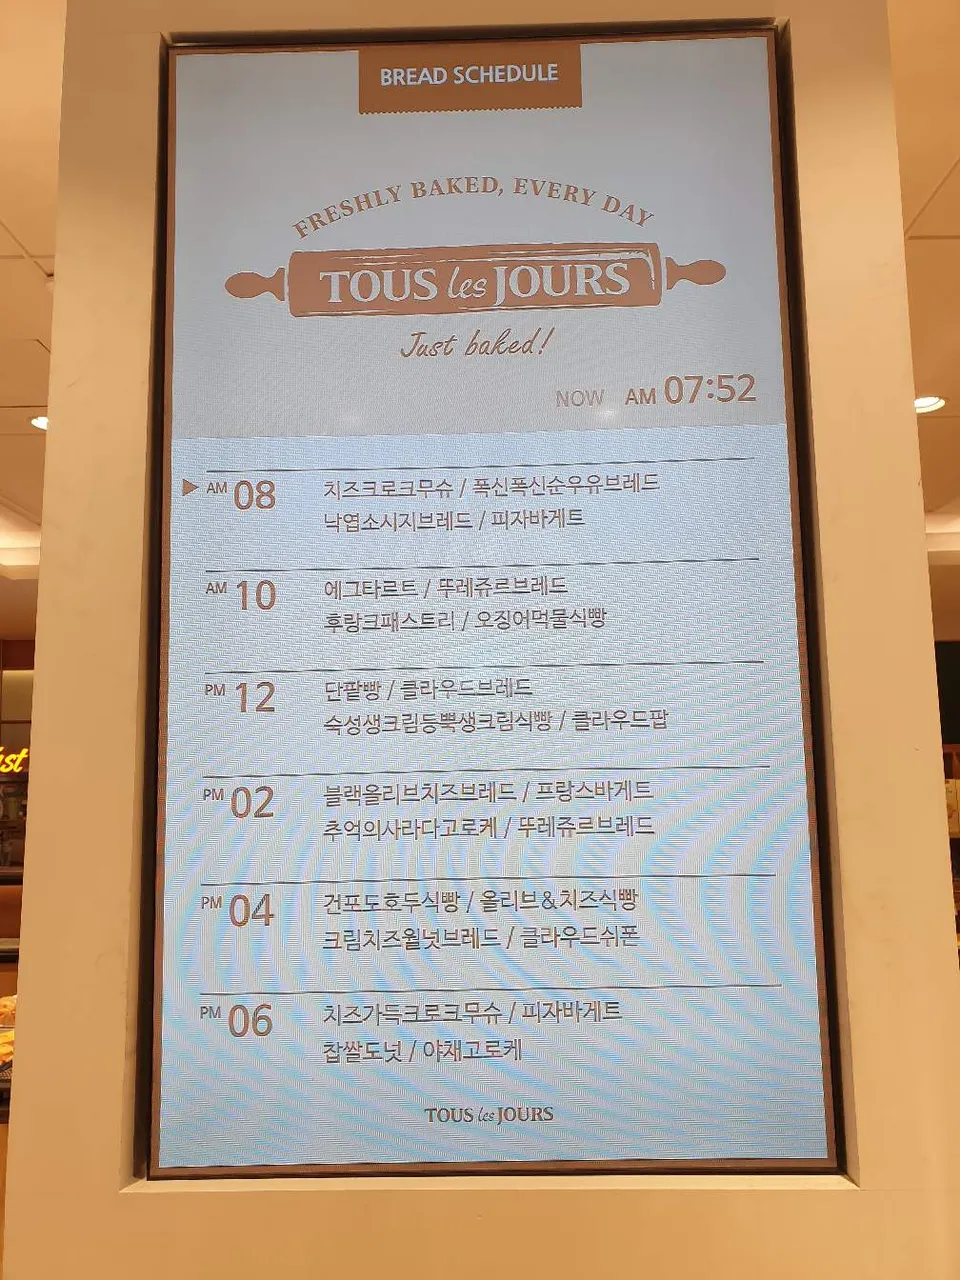 BREAD SCHEDULE
FRESHLY BAKED, EVERY DAY
TOUS les JOURS
Just baked!
NOW AM 07:52
AM 08 치즈크로크무슈 / 폭신폭신순우유브레드
낙엽소시지브레드 / 피자바게트
AM 10 에그타르트 / 뚜레쥬르브레드
후랑크패스트리 / 오징어먹물식빵
PM 12 단팥빵 / 클라우드브레드
숙성생크림듬뿍생크림식빵 / 클라우드팝
PM 02 블랙올리브치즈브레드 / 프랑스바게트
추억의사라다고로케 / 뚜레쥬르브레드
PM 04 건포도호두식빵 / 올리브&치즈식빵
크림치즈월넛브레드 / 클라우드쉬폰
PM 06 치즈가득크로크무슈 / 피자바게트
찹쌀도넛 / 야채고로케
TOUS les JOURS